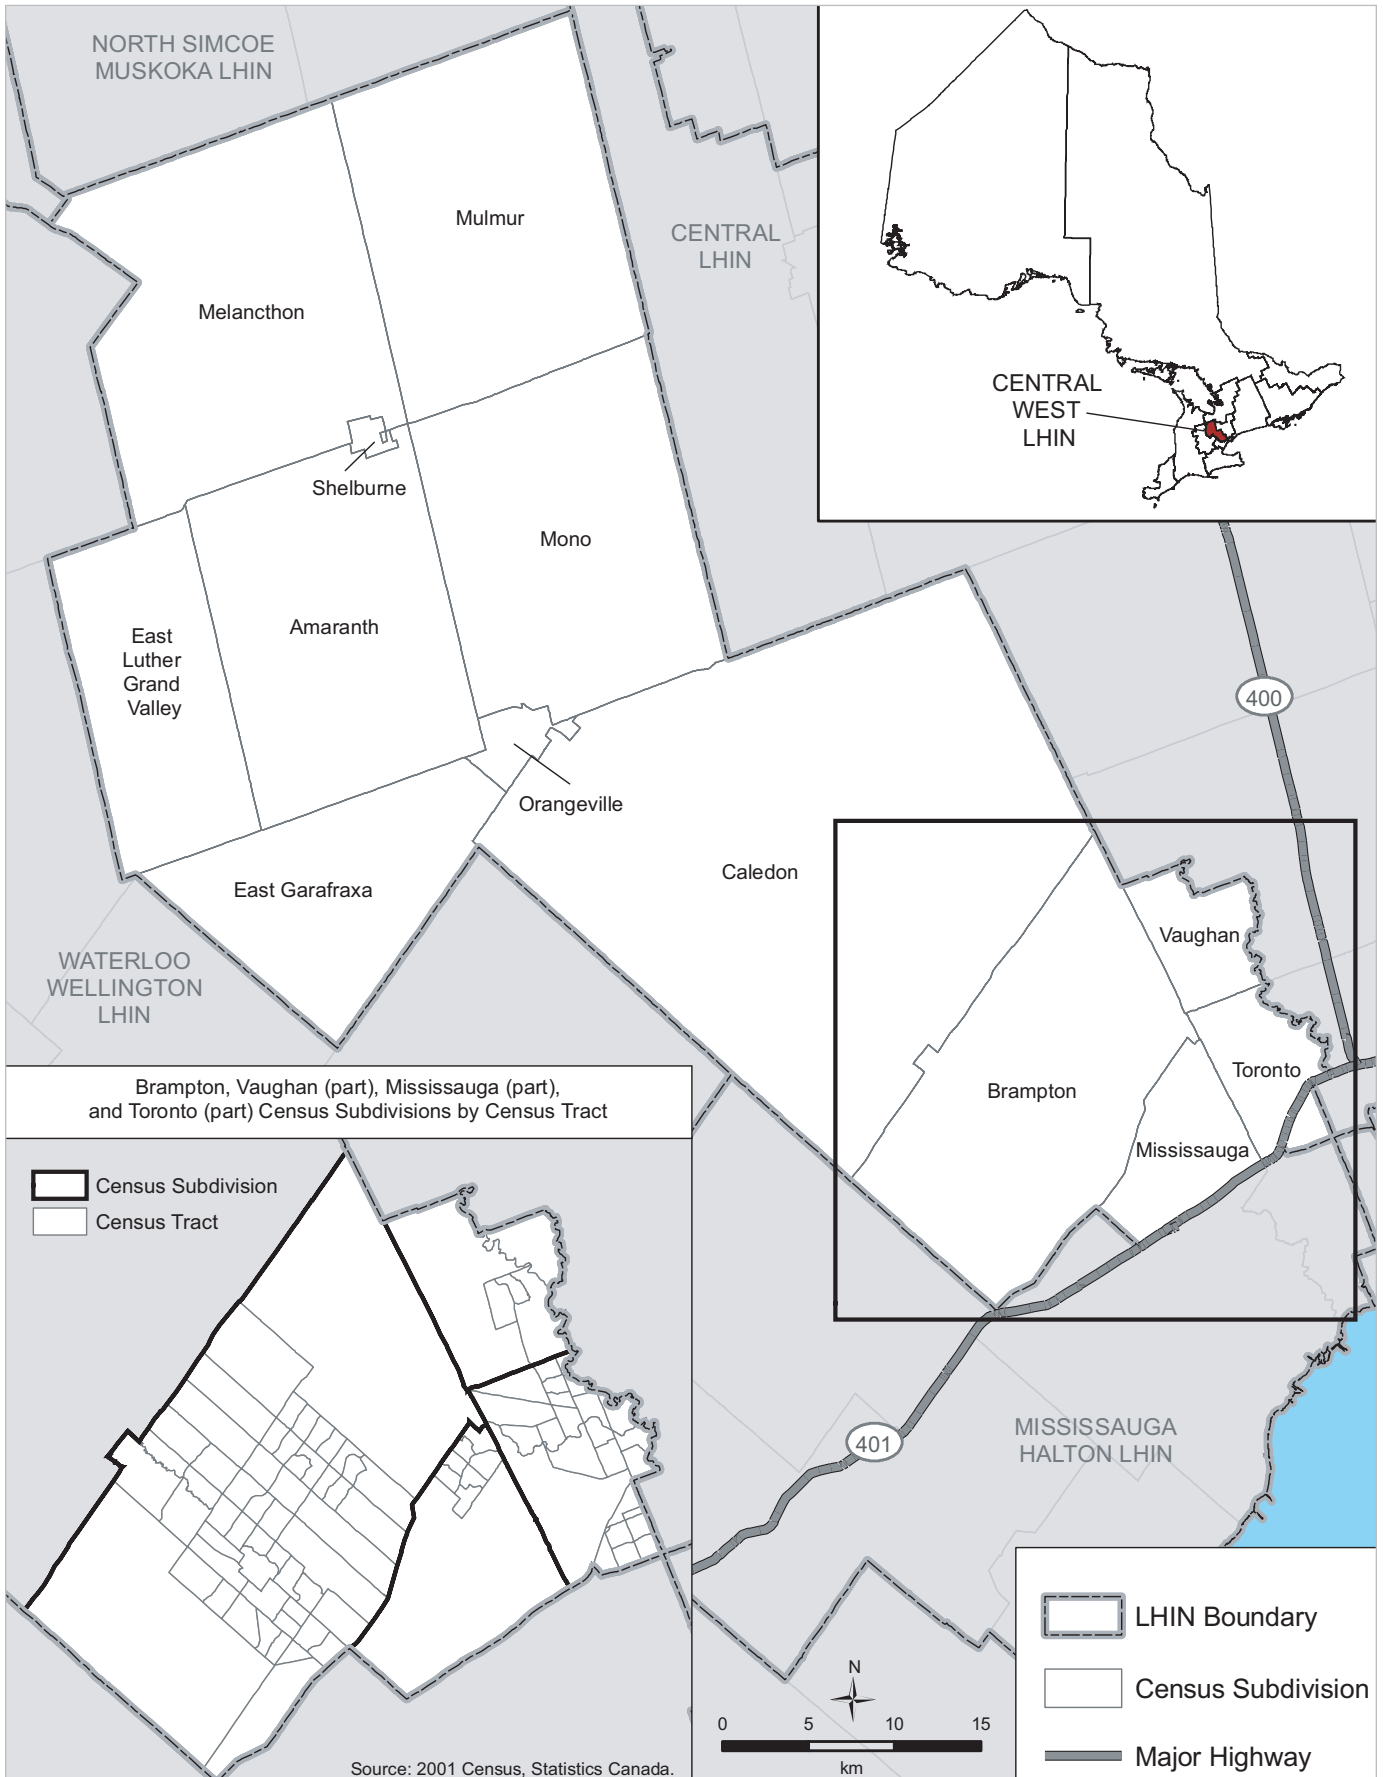 NORTH SIMCOE
MUSKOKA LHIN
Mulmur
CENTRAL
LHIN
Melancthon
CENTRAL
WEST
LHIN
Shelburne
Mono
Amaranth
East
Luther
Grand
Valley
400
Orangeville
Caledon
East Garafraxa
Vaughan
WATERLOO
WELLINGTON
LHIN
Toronto
Brampton
Mississauga
Brampton, Vaughan (part), Mississauga (part),
and Toronto (part) Census Subdivisions by Census Tract
Census Subdivision
Census Tract
401
MISSISSAUGA
HALTON LHIN
Source: 2001 Census, Statistics Canada.
N
0 5 10 15
km
LHIN Boundary
Census Subdivision
Major Highway